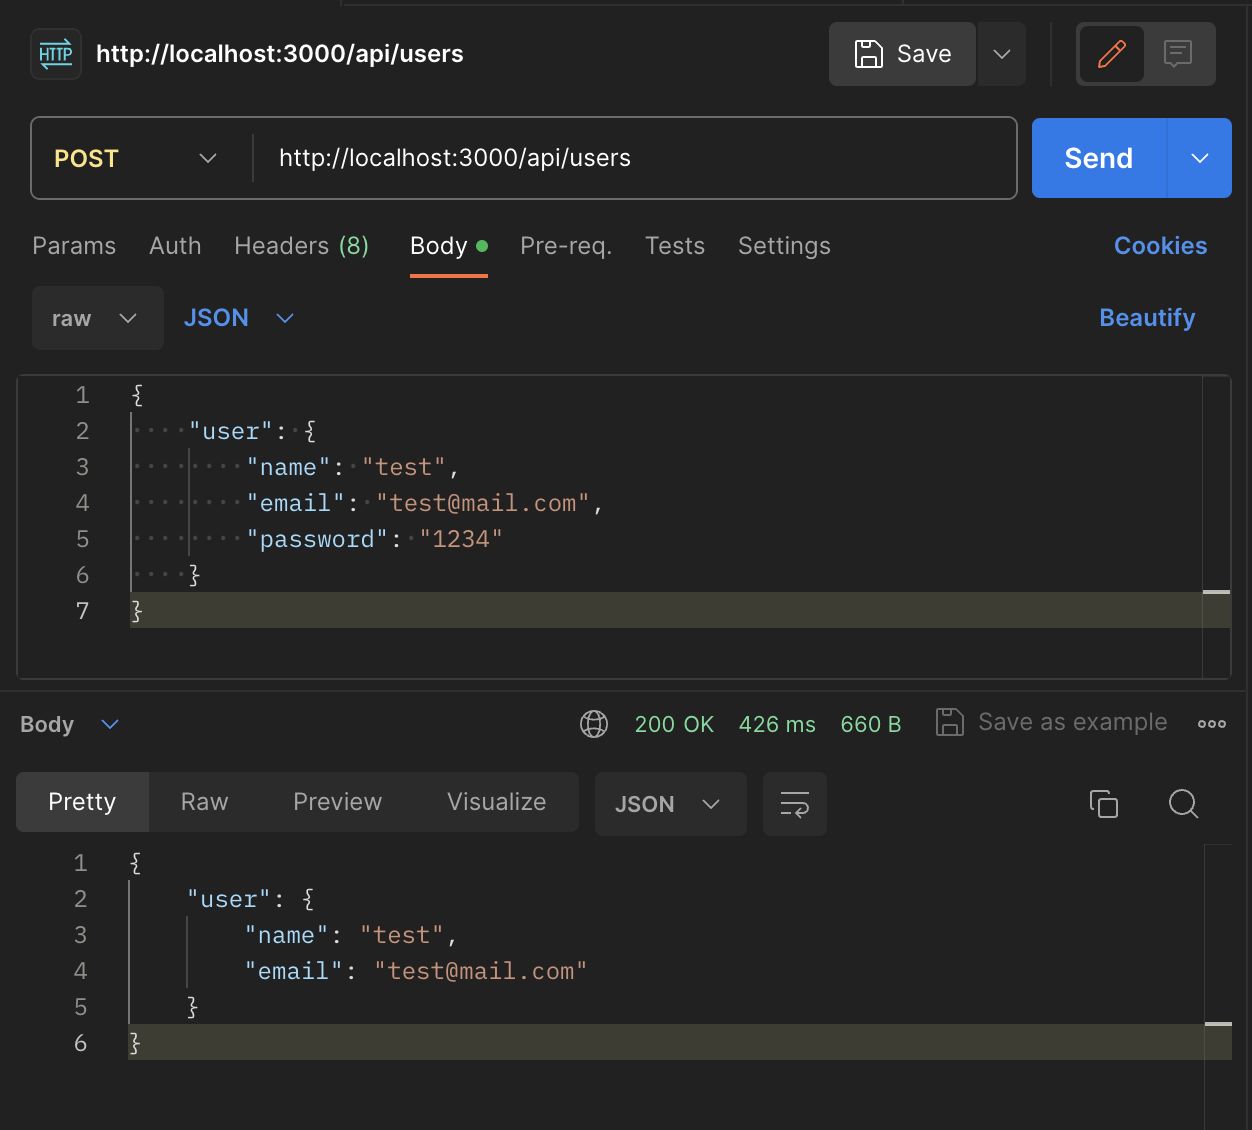 HTTP http://localhost:3000/api/users Save
POST http://localhost:3000/api/users Send
Params Auth Headers (8) Body Pre-req. Tests Settings Cookies
raw JSON Beautify
1 {
2 "user": {
3 "name": "test",
4 "email": "test@mail.com",
5 "password": "1234"
6 }
7 }
Body 200 OK 426 ms 660 B Save as example
Pretty Raw Preview Visualize JSON
1 {
2 "user": {
3 "name": "test",
4 "email": "test@mail.com"
5 }
6 }